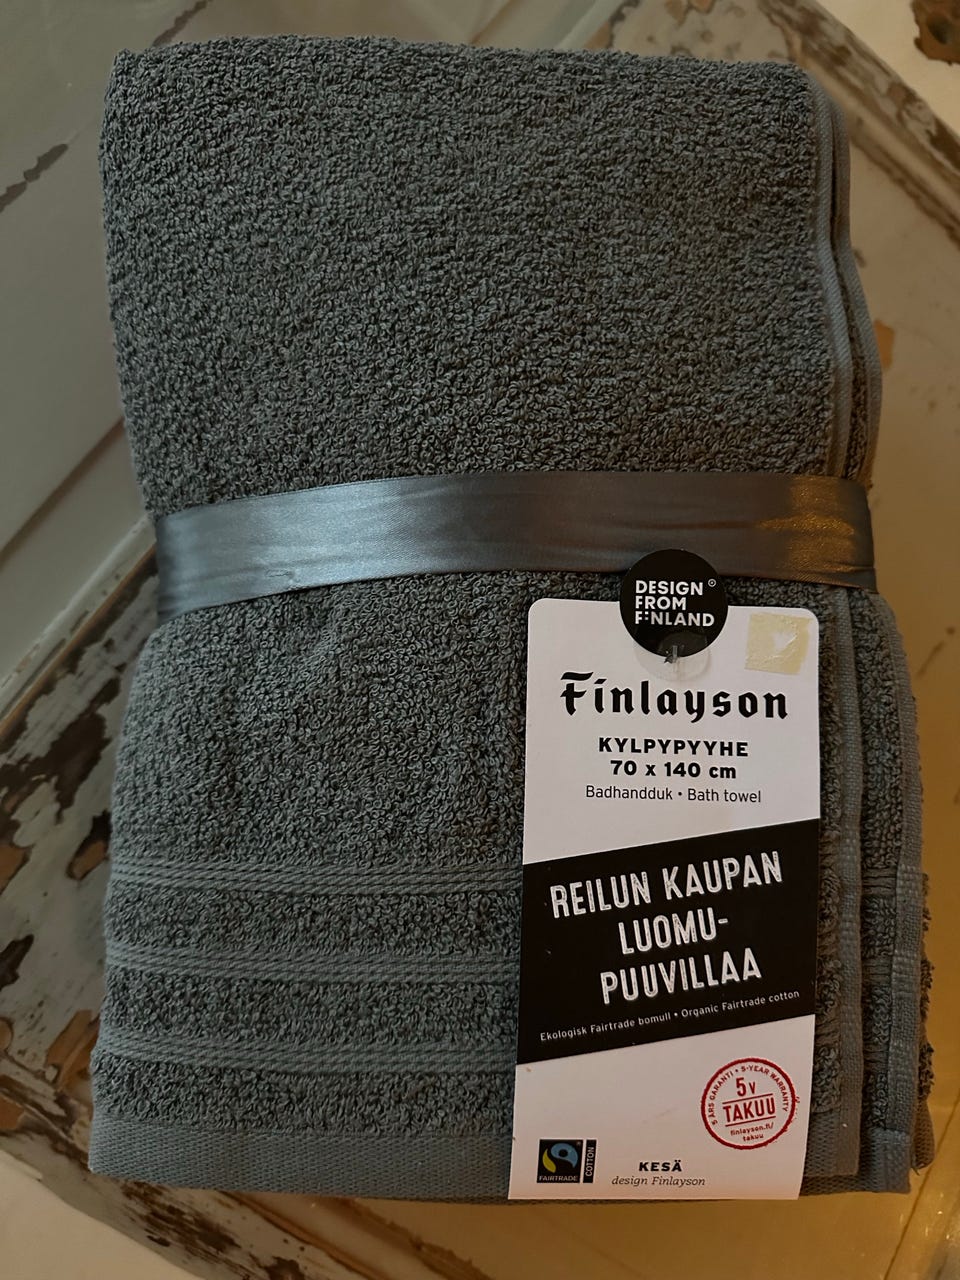 DESIGN®
FROM
FINLAND
Finlayson
KYLPYPYYHE
70 x 140 cm
Badhandduk • Bath towel
REILUN KAUPAN
LUOMU-
PUUVILLAA
Ekologisk Fairtrade bomull • Organic Fairtrade cotton
5 ÅRS GARANTI • 5-YEAR WARRANTY
5v
TAKUU
finlayson.fi/
takuu
FAIRTRADE
COTTON
KESÄ
design Finlayson